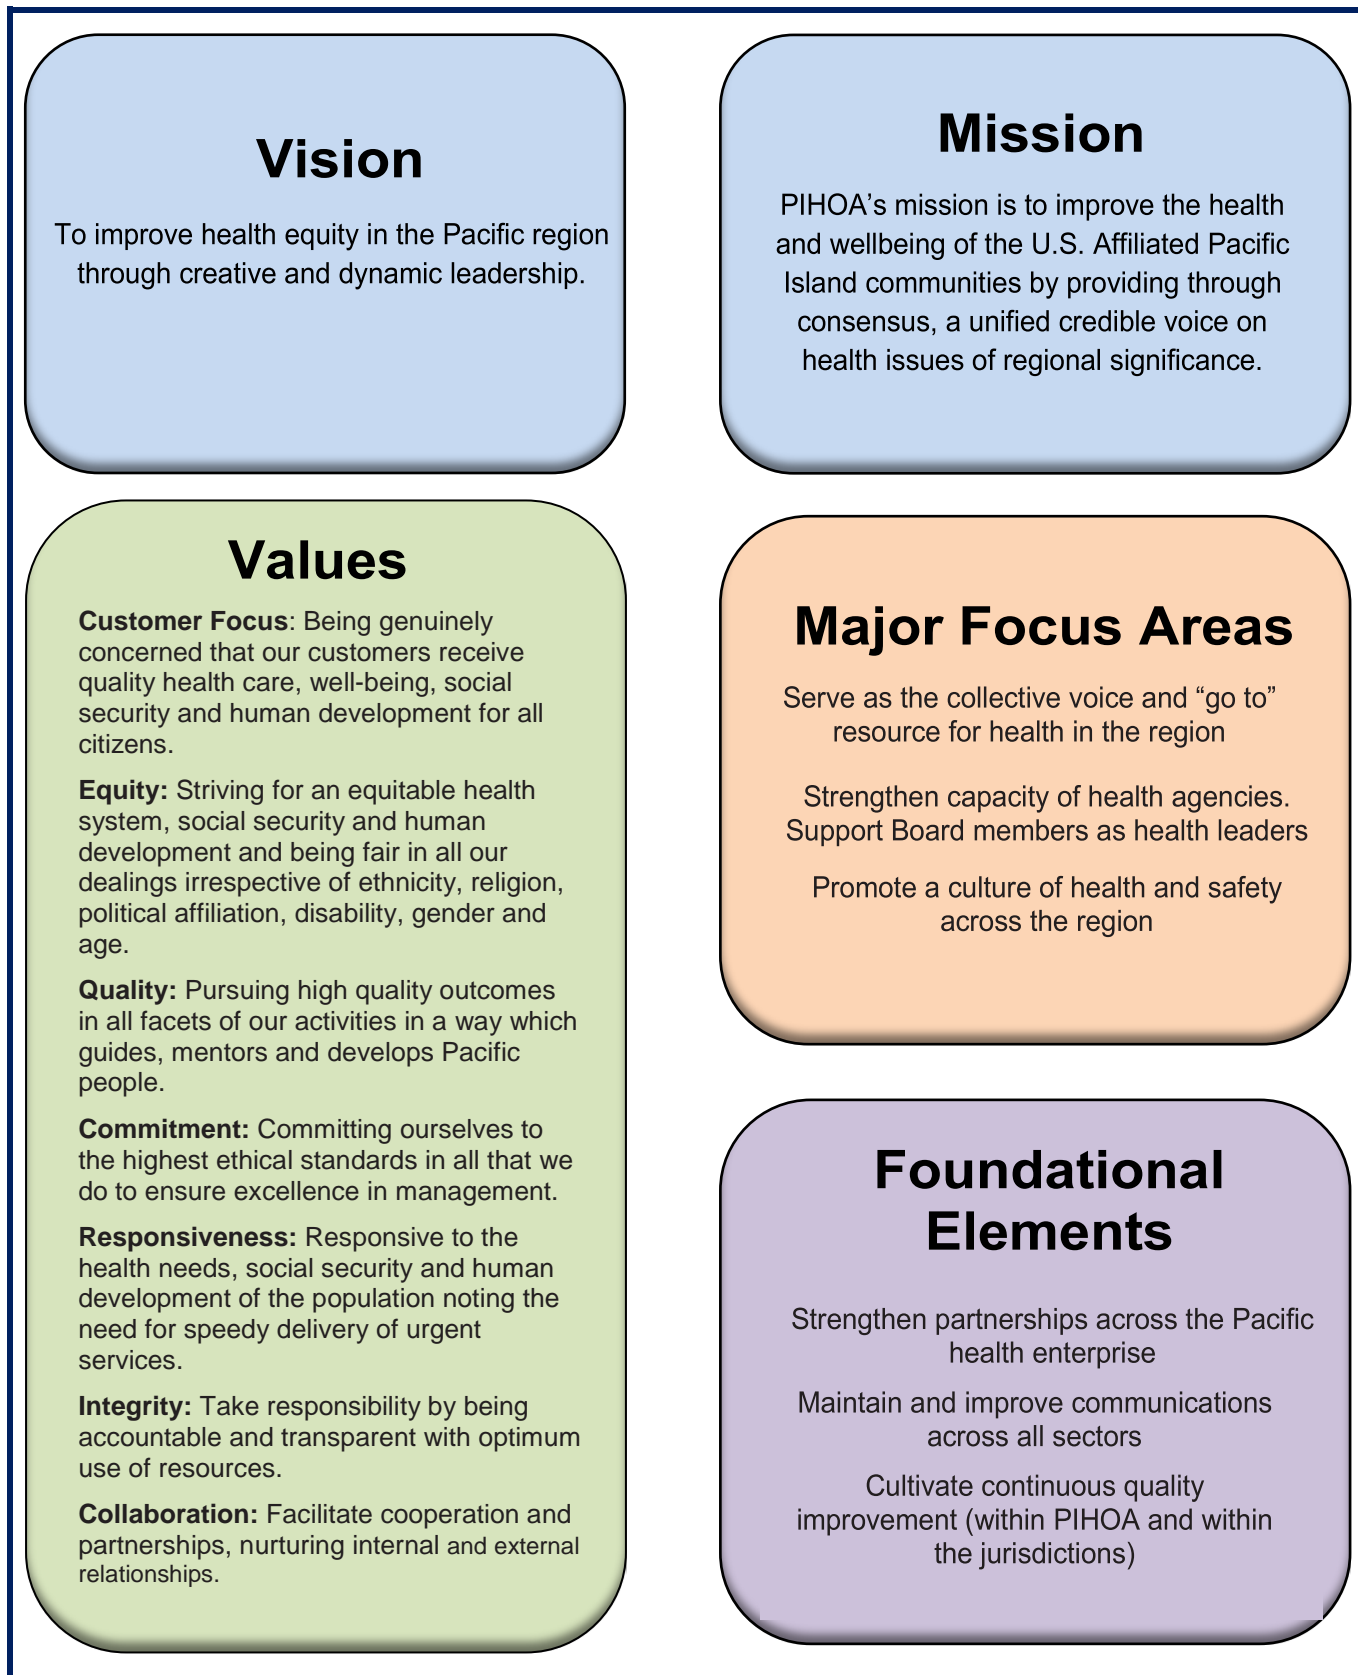 Vision
To improve health equity in the Pacific region
through creative and dynamic leadership.
Mission
PIHOA’s mission is to improve the health
and wellbeing of the U.S. Affiliated Pacific
Island communities by providing through
consensus, a unified credible voice on
health issues of regional significance.
Values
Customer Focus: Being genuinely
concerned that our customers receive
quality health care, well-being, social
security and human development for all
citizens.
Equity: Striving for an equitable health
system, social security and human
development and being fair in all our
dealings irrespective of ethnicity, religion,
political affiliation, disability, gender and
age.
Quality: Pursuing high quality outcomes
in all facets of our activities in a way which
guides, mentors and develops Pacific
people.
Commitment: Committing ourselves to
the highest ethical standards in all that we
do to ensure excellence in management.
Responsiveness: Responsive to the
health needs, social security and human
development of the population noting the
need for speedy delivery of urgent
services.
Integrity: Take responsibility by being
accountable and transparent with optimum
use of resources.
Collaboration: Facilitate cooperation and
partnerships, nurturing internal and external
relationships.
Major Focus Areas
Serve as the collective voice and “go to”
resource for health in the region
Strengthen capacity of health agencies.
Support Board members as health leaders
Promote a culture of health and safety
across the region
Foundational
Elements
Strengthen partnerships across the Pacific
health enterprise
Maintain and improve communications
across all sectors
Cultivate continuous quality
improvement (within PIHOA and within
the jurisdictions)